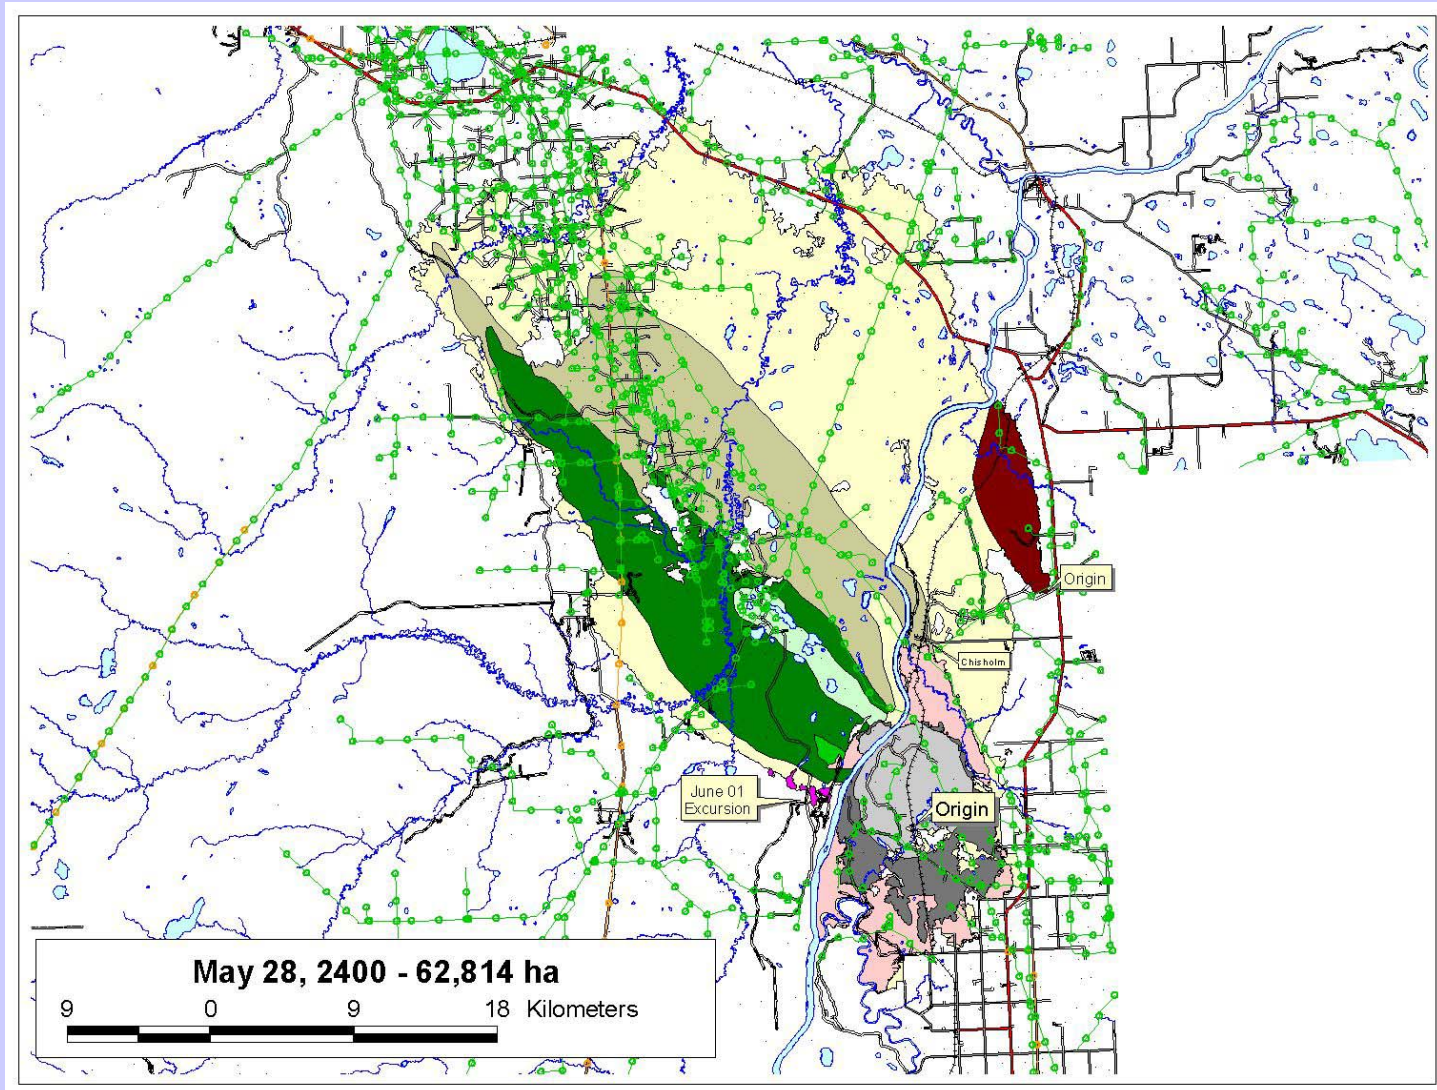 Origin
Chisholm
June 01
Excursion
Origin
May 28, 2400 - 62,814 ha
9 0 9 18 Kilometers